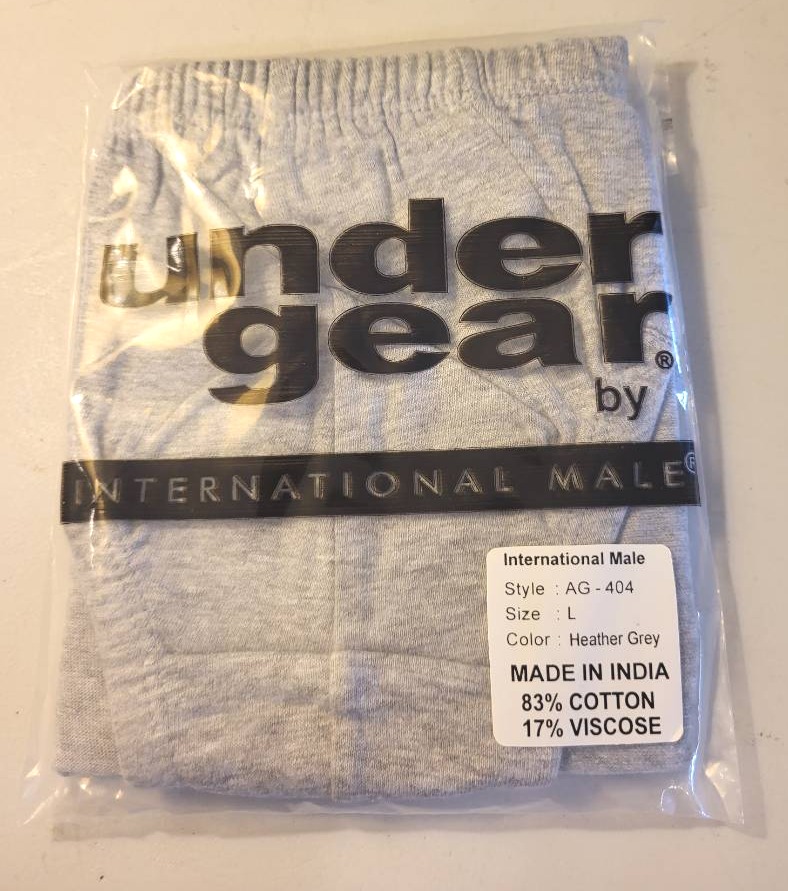 under
gear®
by
INTERNATIONAL MALE®
International Male
Style : AG - 404
Size : L
Color : Heather Grey
MADE IN INDIA
83% COTTON
17% VISCOSE